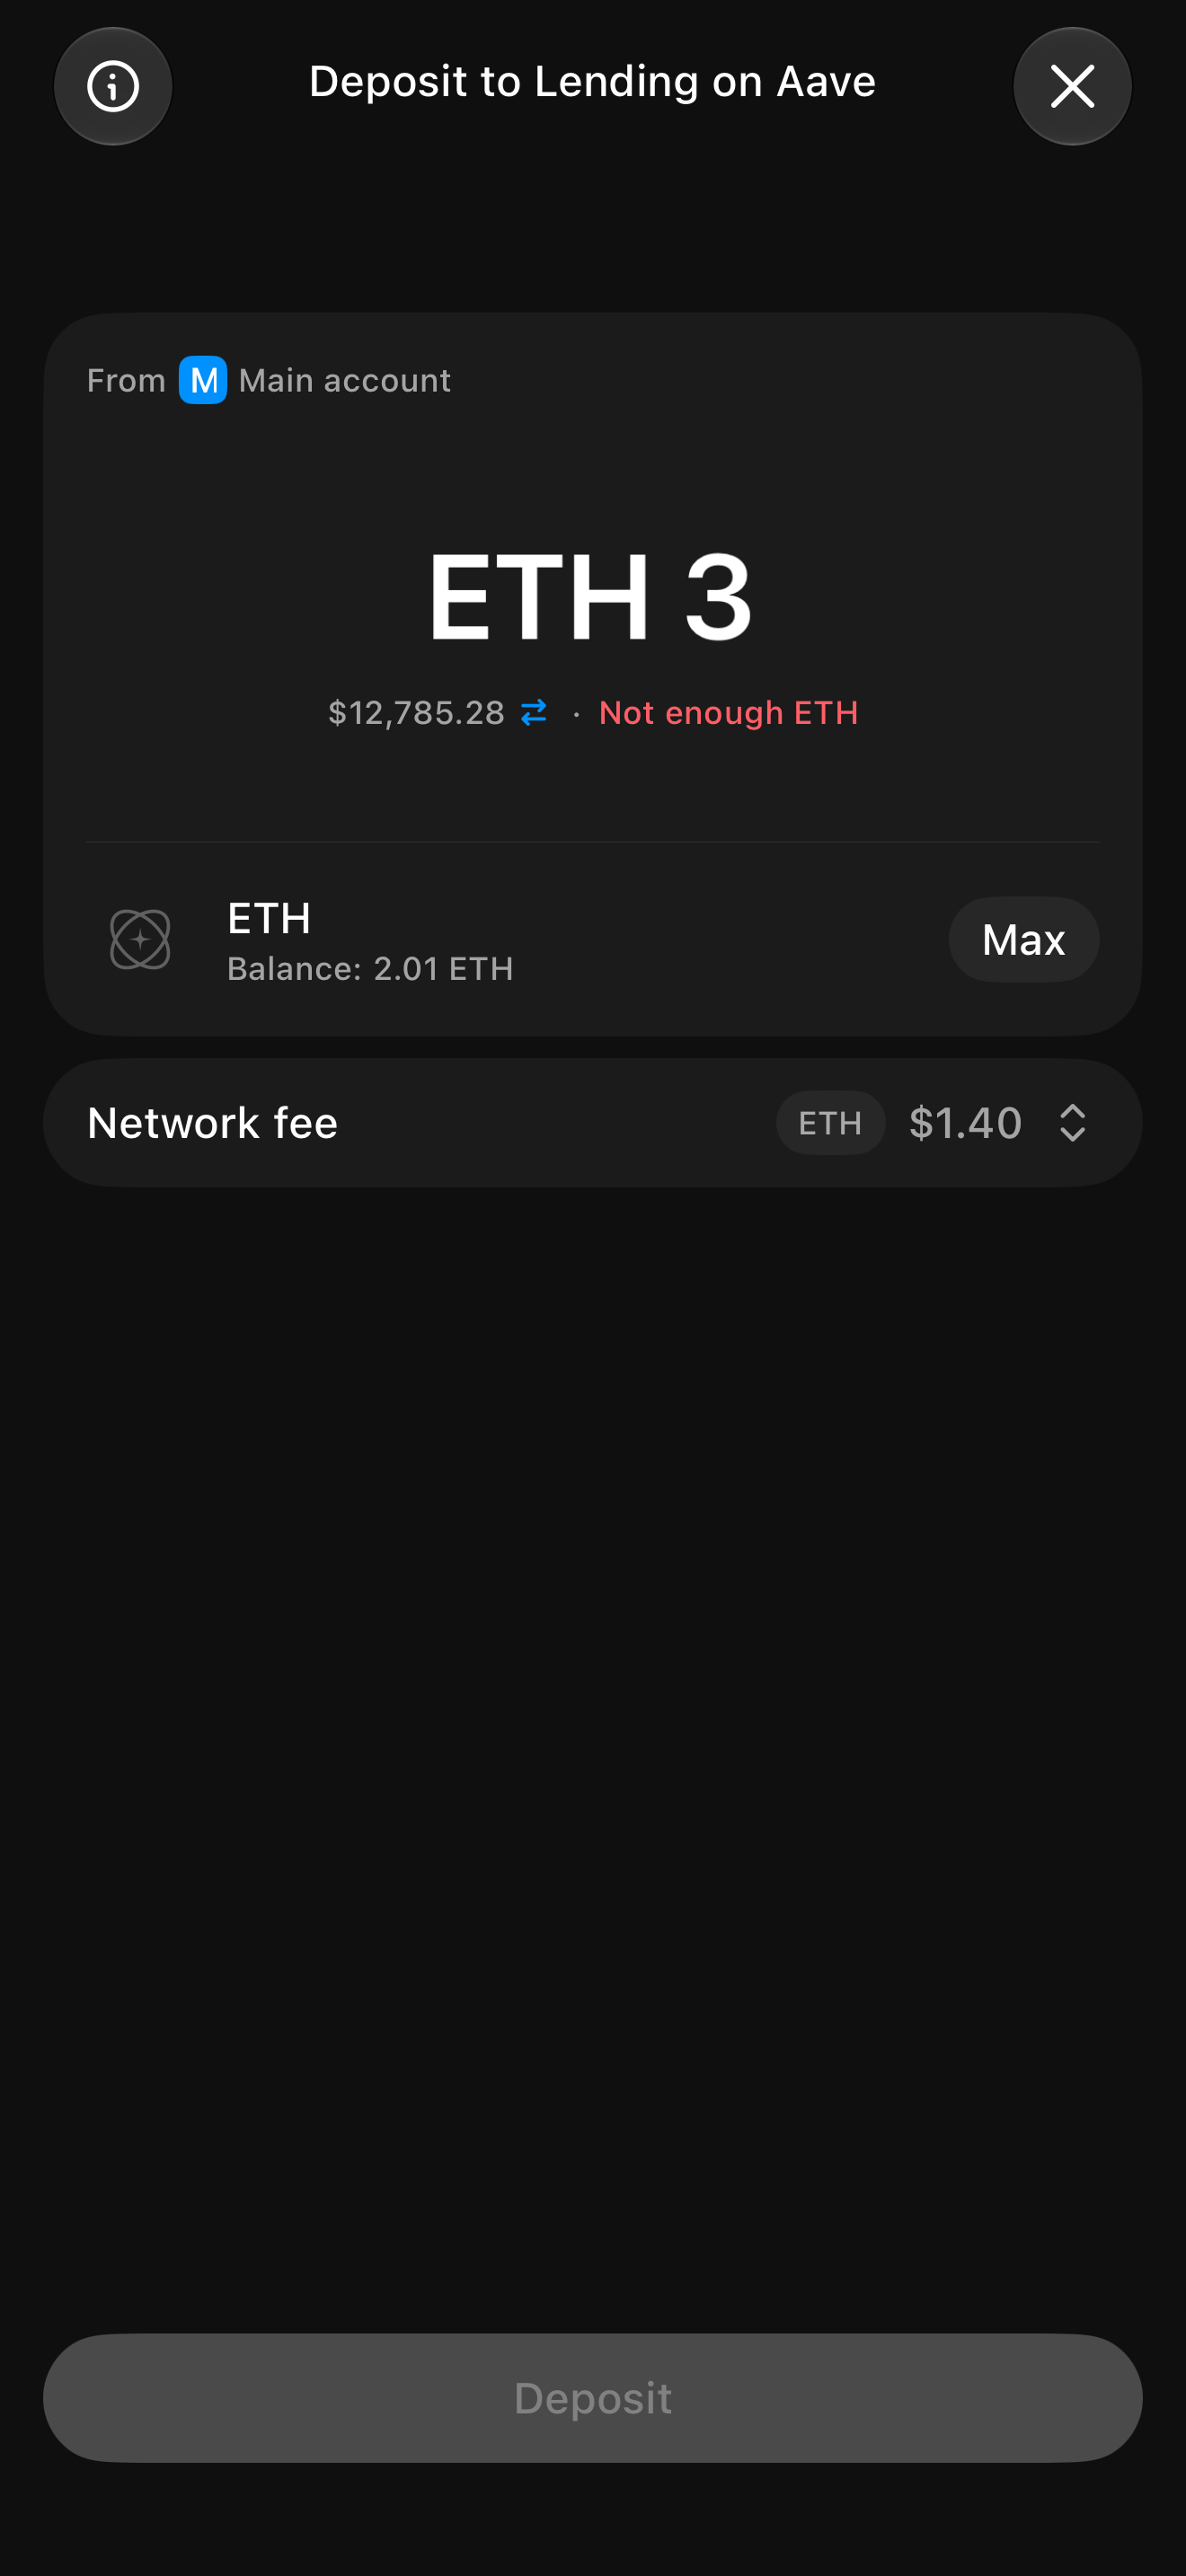 Deposit to Lending on Aave
From M Main account
ETH 3
$12,785.28 · Not enough ETH
ETH
Balance: 2.01 ETH
Max
Network fee
ETH $1.40
Deposit